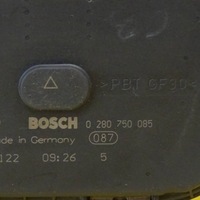 >PBT GF30<
BOSCH 0 280 750 085
ade in Germany 087
122 09:26 5